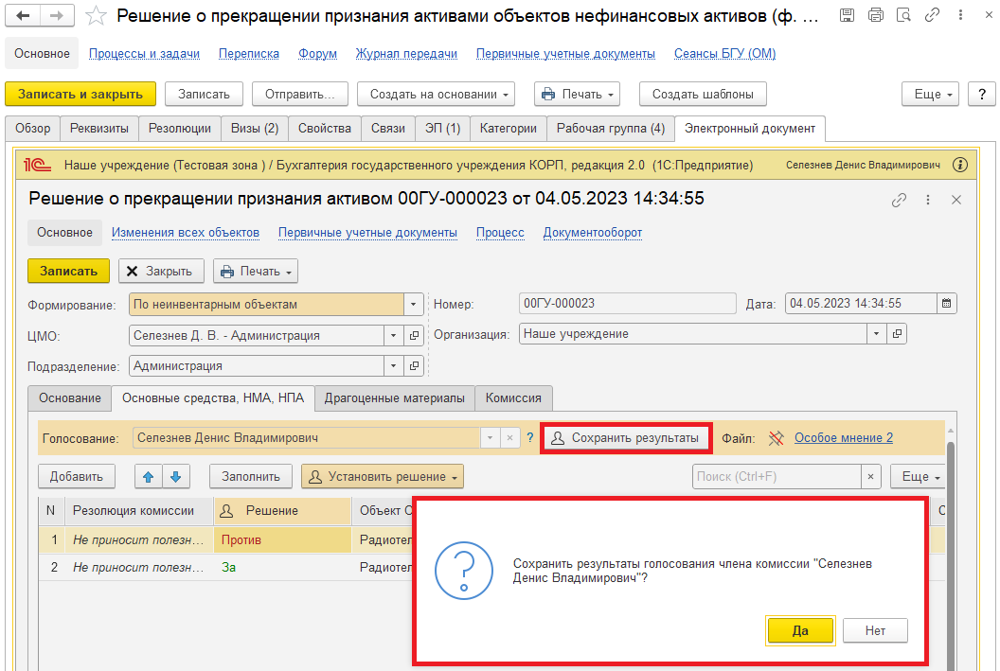 Решение о прекращении признания активами объектов нефинансовых активов (ф. ...
Основное Процессы и задачи Переписка Форум Журнал передачи Первичные учетные документы Сеансы БГУ (ОМ)
Записать и закрыть Записать Отправить... Создать на основании Печать Создать шаблоны Еще ?
Обзор Реквизиты Резолюции Визы (2) Свойства Связи ЭП (1) Категории Рабочая группа (4) Электронный документ
1С Наше учреждение (Тестовая зона ) / Бухгалтерия государственного учреждения КОРП, редакция 2.0 (1С:Предприятие) Селезнев Денис Владимирович
Решение о прекращении признания активом 00ГУ-000023 от 04.05.2023 14:34:55
Основное Изменения всех объектов Первичные учетные документы Процесс Документооборот
Записать Закрыть Печать
Формирование: По неинвентарным объектам Номер: 00ГУ-000023 Дата: 04.05.2023 14:34:55
ЦМО: Селезнев Д. В. - Администрация Организация: Наше учреждение
Подразделение: Администрация
Основание Основные средства, НМА, НПА Драгоценные материалы Комиссия
Голосование: Селезнев Денис Владимирович ? Сохранить результаты Файл: Особое мнение 2
Добавить Заполнить Установить решение Поиск (Ctrl+F) × Еще
N Резолюция комиссии Решение Объект С
1 Не приносит полезн... Против Радиотел
2 Не приносит полезн... За Радиотел
Сохранить результаты голосования члена комиссии "Селезнев
Денис Владимирович"?
Да Нет